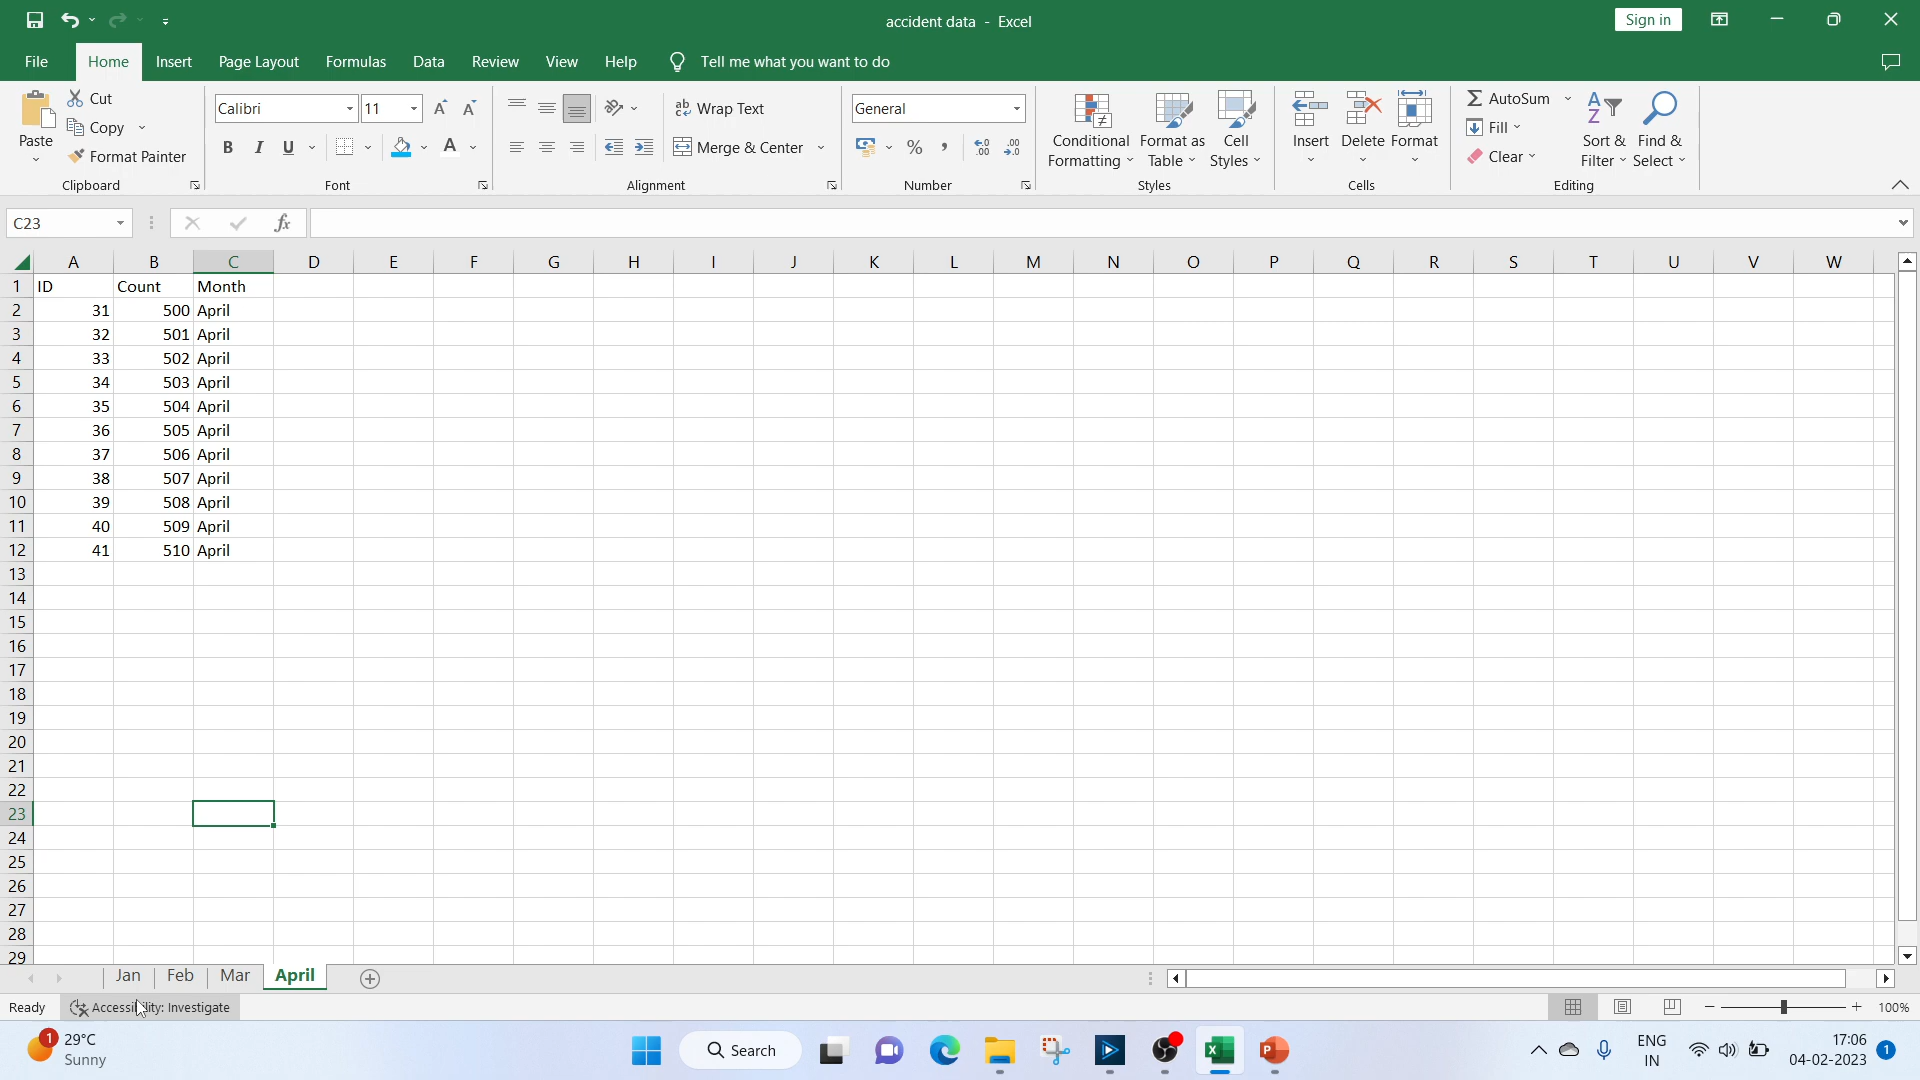 accident data - Excel
Sign in
File Home Insert Page Layout Formulas Data Review View Help Tell me what you want to do
Paste
Cut
Copy
Format Painter
Clipboard
Calibri 11
B I U A
Font
Wrap Text
Merge & Center
Alignment
General
% ,
Number
Conditional Formatting
Format as Table
Cell Styles
Styles
Insert Delete Format
Cells
AutoSum
Fill
Clear
Sort & Filter
Find & Select
Editing
C23 fx
A B C D E F G H I J K L M N O P Q R S T U V W
1 ID Count Month
2 31 500 April
3 32 501 April
4 33 502 April
5 34 503 April
6 35 504 April
7 36 505 April
8 37 506 April
9 38 507 April
10 39 508 April
11 40 509 April
12 41 510 April
13
14
15
16
17
18
19
20
21
22
23
24
25
26
27
28
29
Jan Feb Mar April
Ready Accessibility: Investigate 100%
1 29°C
Sunny
Search
ENG
IN
17:06
04-02-2023
1